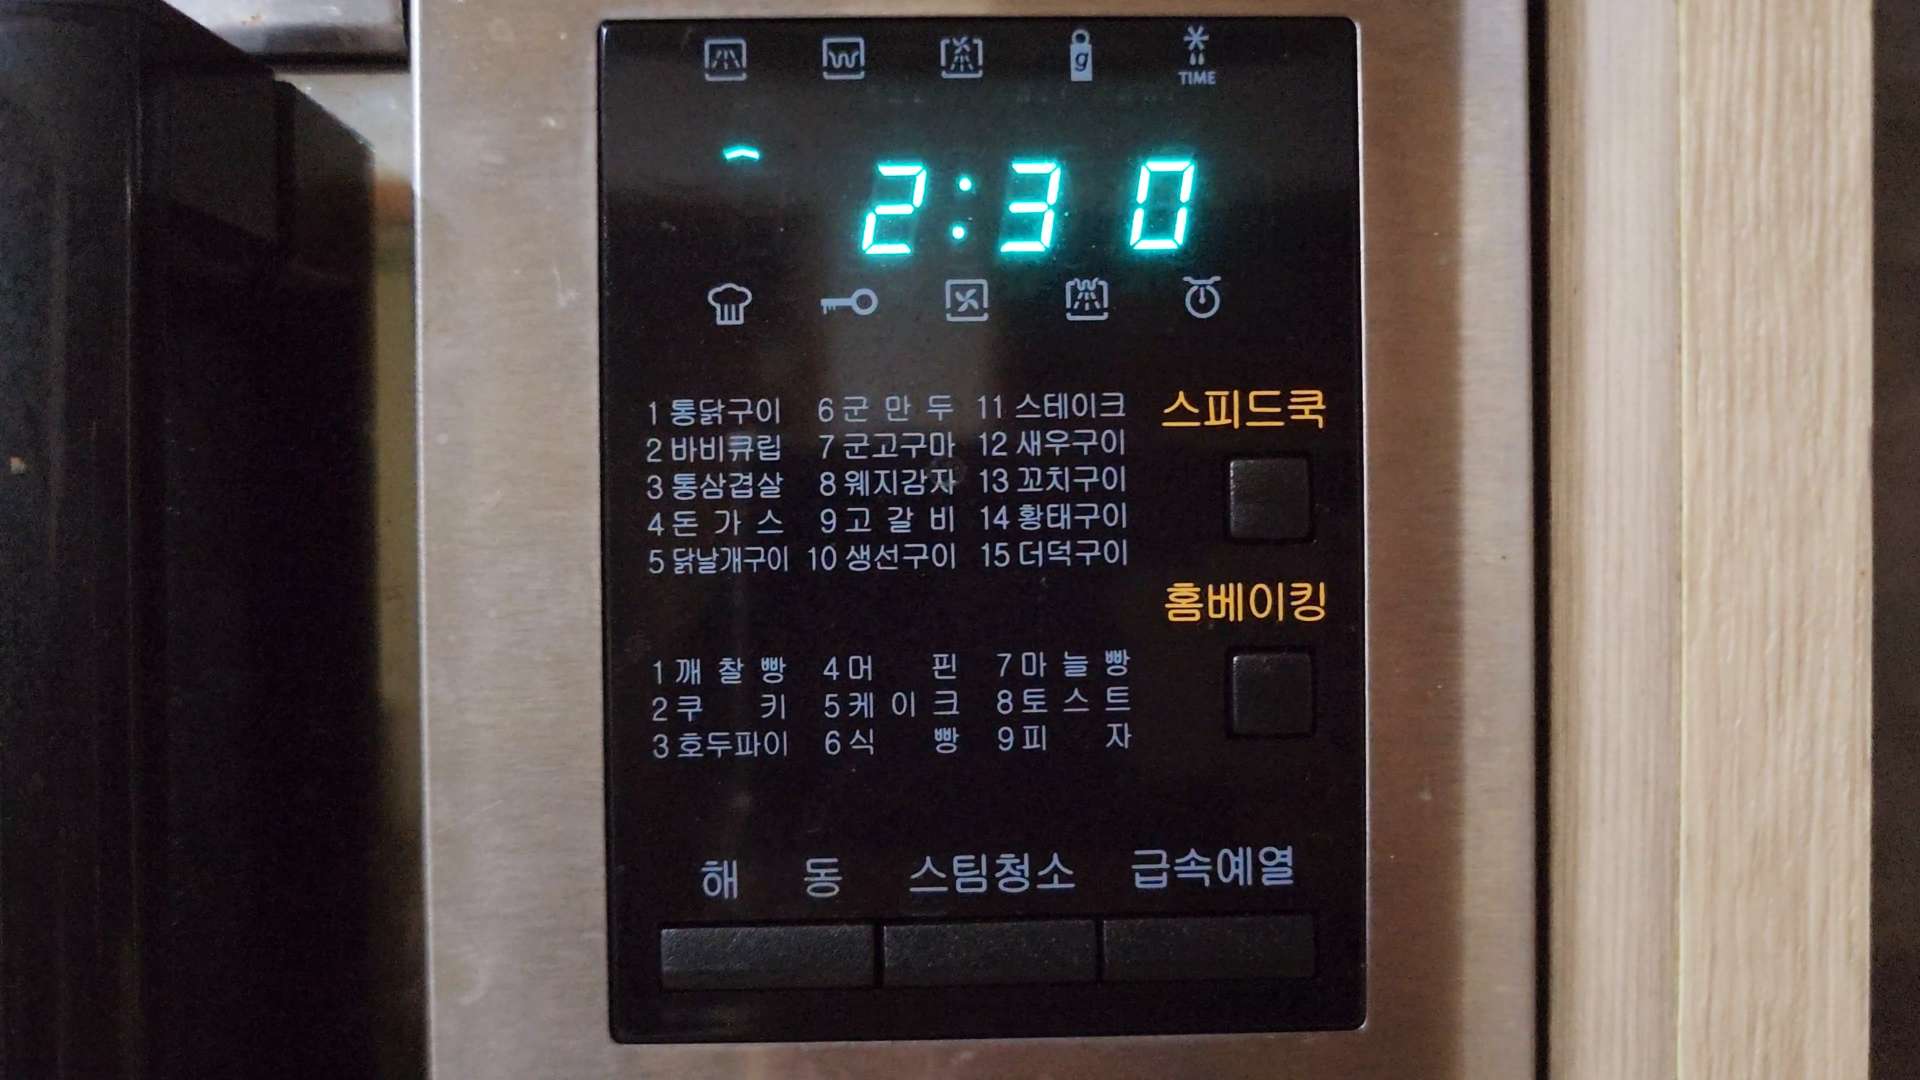 g
TIME
2:30
1 통닭구이 6 군만두 11 스테이크
2 바비큐립 7 군고구마 12 새우구이
3 통삼겹살 8 웨지감자 13 꼬치구이
4 돈가스 9 고갈비 14 황태구이
5 닭날개구이 10 생선구이 15 더덕구이
스피드쿡
홈베이킹
1 깨찰빵 4 머핀 7 마늘빵
2 쿠키 5 케이크 8 토스트
3 호두파이 6 식빵 9 피자
해동 스팀청소 급속예열